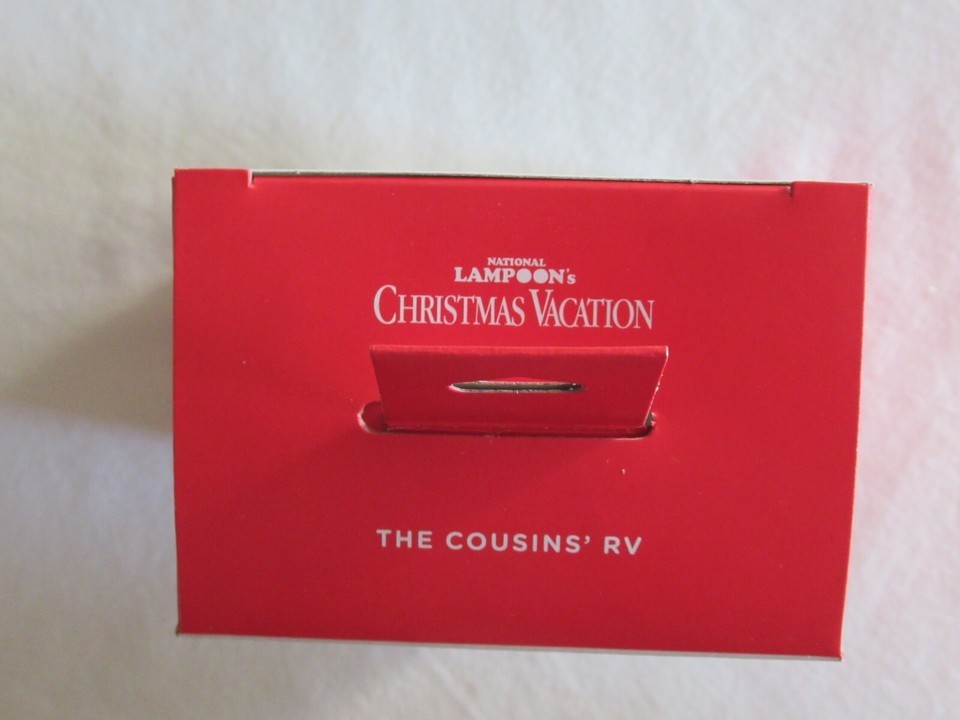 NATIONAL
LAMPOON's
CHRISTMAS VACATION
THE COUSINS' RV